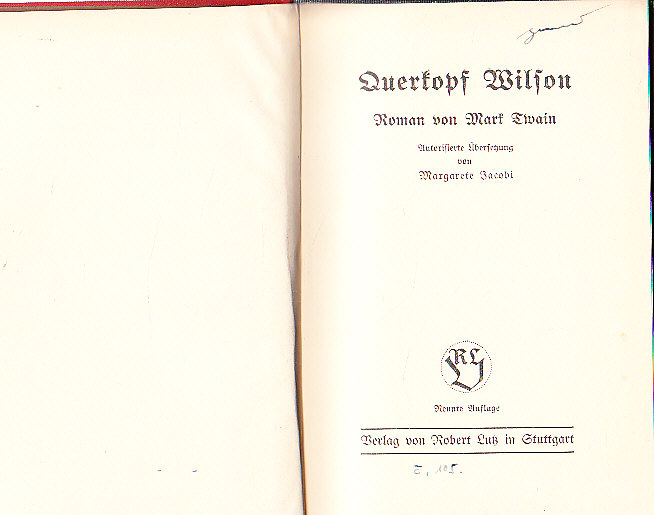 Querkopf Wilson
Roman von Mark Twain
Autorisierte Übersetzung
von
Margarete Jacobi
RL
Neunte Auflage
Verlag von Robert Lutz in Stuttgart